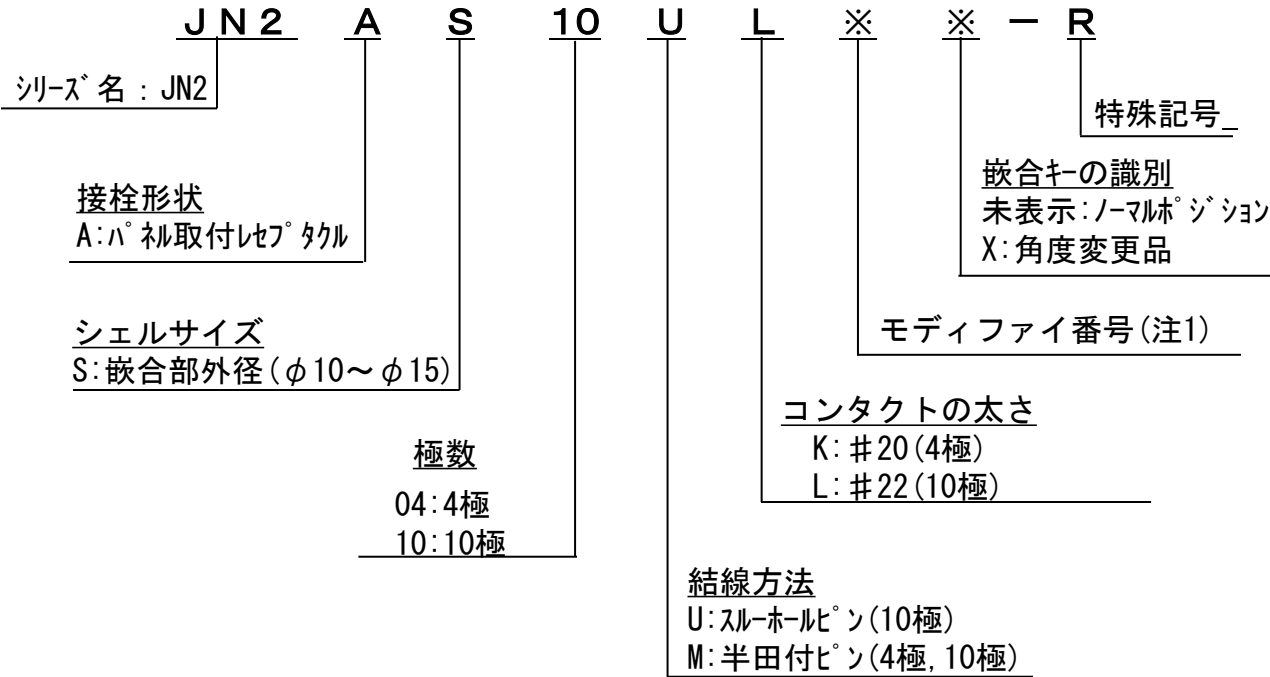 JN2 A S 10 U L ※ ※ － R
ｼﾘｰｽﾞ名：JN2
特殊記号
嵌合ｷｰの識別
未表示:ﾉｰﾏﾙﾎﾟｼﾞｼｮﾝ
X:角度変更品
接栓形状
A:ﾊﾟﾈﾙ取付ﾚｾﾌﾟﾀｸﾙ
モディファイ番号(注1)
シェルサイズ
S:嵌合部外径(φ10～φ15)
コンタクトの太さ
K:♯20(4極)
L:♯22(10極)
極数
04:4極
10:10極
結線方法
U:ｽﾙｰﾎｰﾙﾋﾟﾝ(10極)
M:半田付ﾋﾟﾝ(4極,10極)